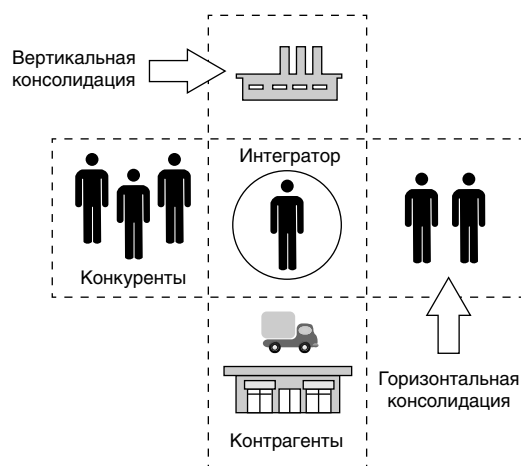 Вертикальная
консолидация
Интегратор
Конкуренты
Горизонтальная
консолидация
Контрагенты